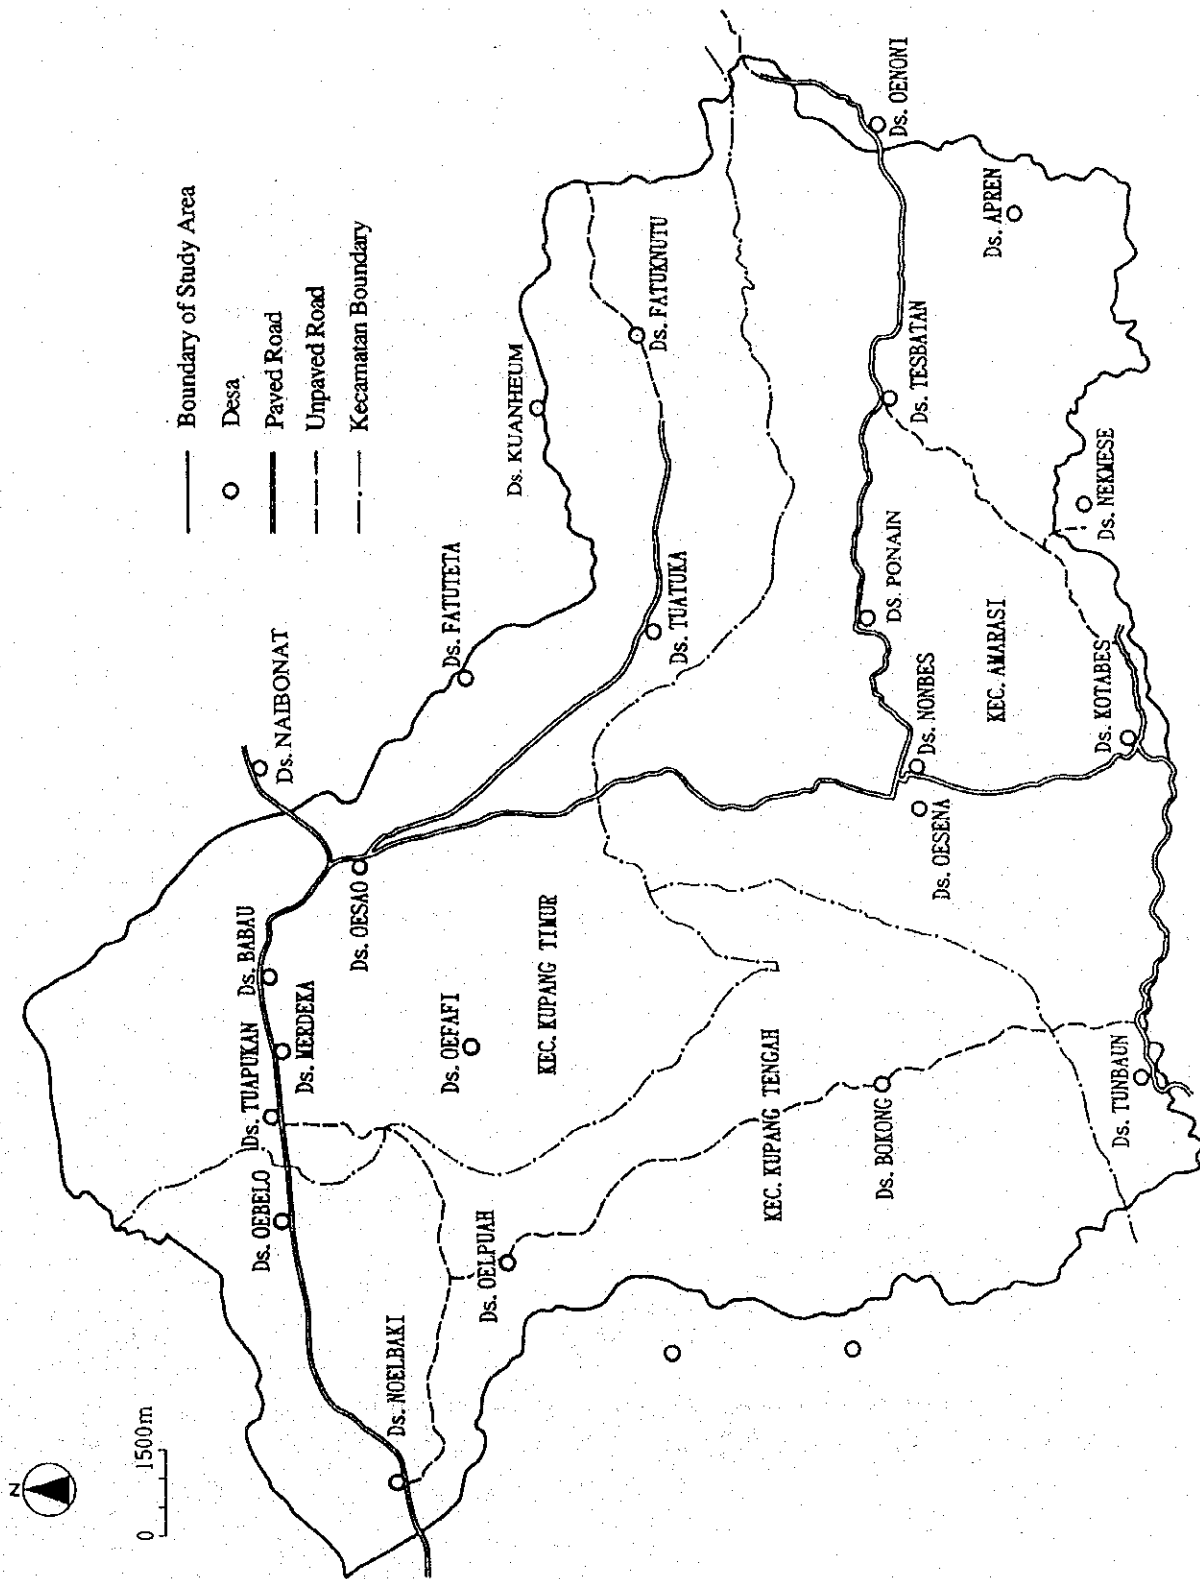 N
0 1500m
Boundary of Study Area
Desa
Paved Road
Unpaved Road
Kecamatan Boundary
Ds. NAIBONAT
Ds. FATUTETA
Ds. KUANHEUM
Ds. FATUKNUTU
Ds. OENONI
Ds. BABAU
Ds. TUAPUKAN
Ds. MERDEKA
Ds. OEBELO
Ds. NOELBAKI
Ds. OESAO
Ds. OEFAFI
Ds. TUATUKA
KEC. KUPANG TIMUR
Ds. OELPUAH
KEC. KUPANG TENGAH
Ds. BOKONG
Ds. OESENA
Ds. NONBES
DS. PONAIN
Ds. TESBATAN
Ds. APREN
KEC. AMARASI
Ds. NEKMESE
Ds. KOTABES
Ds. TUNBAUN